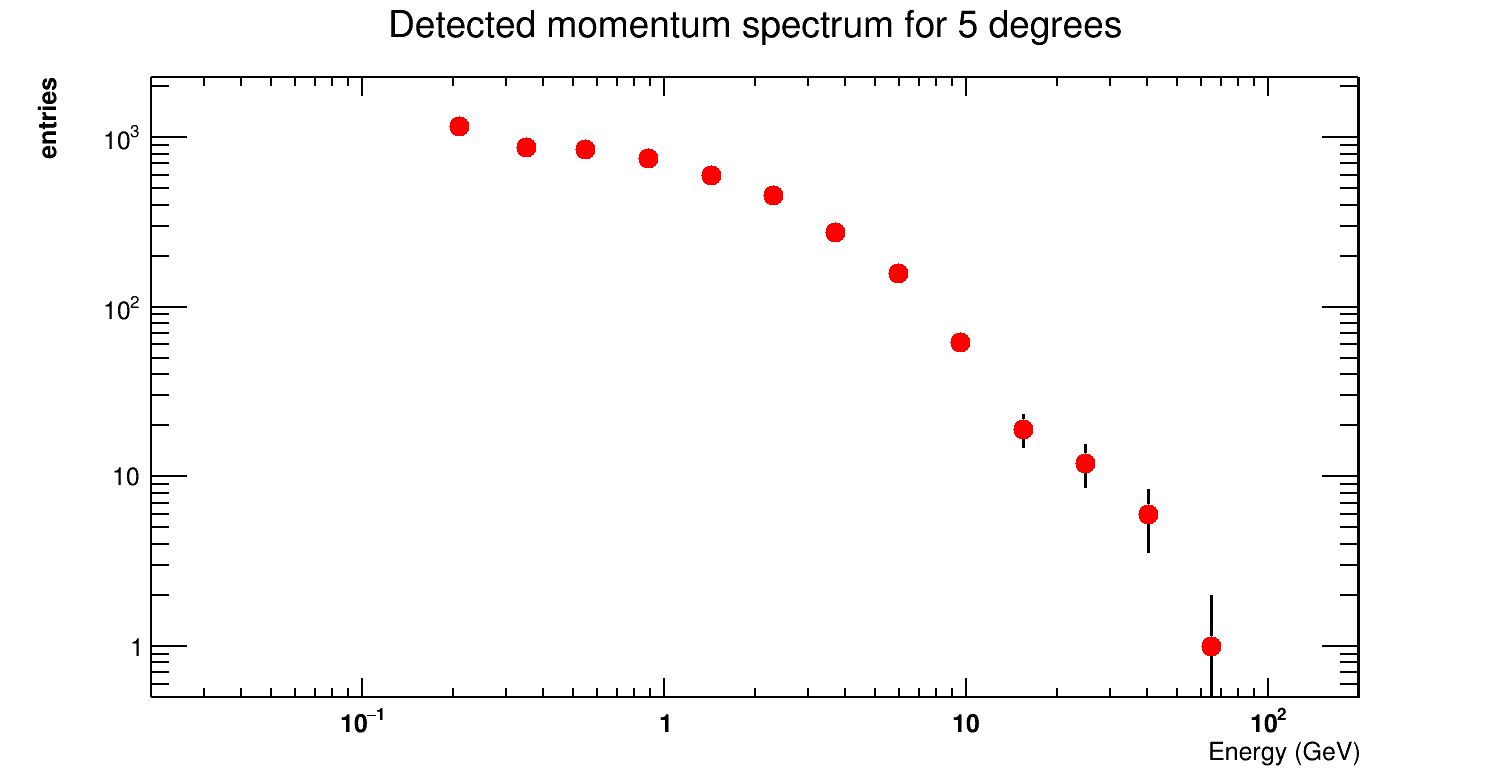 Detected momentum spectrum for 5 degrees
entries
10³
10²
10
1
10⁻¹ 1 10 10²
Energy (GeV)